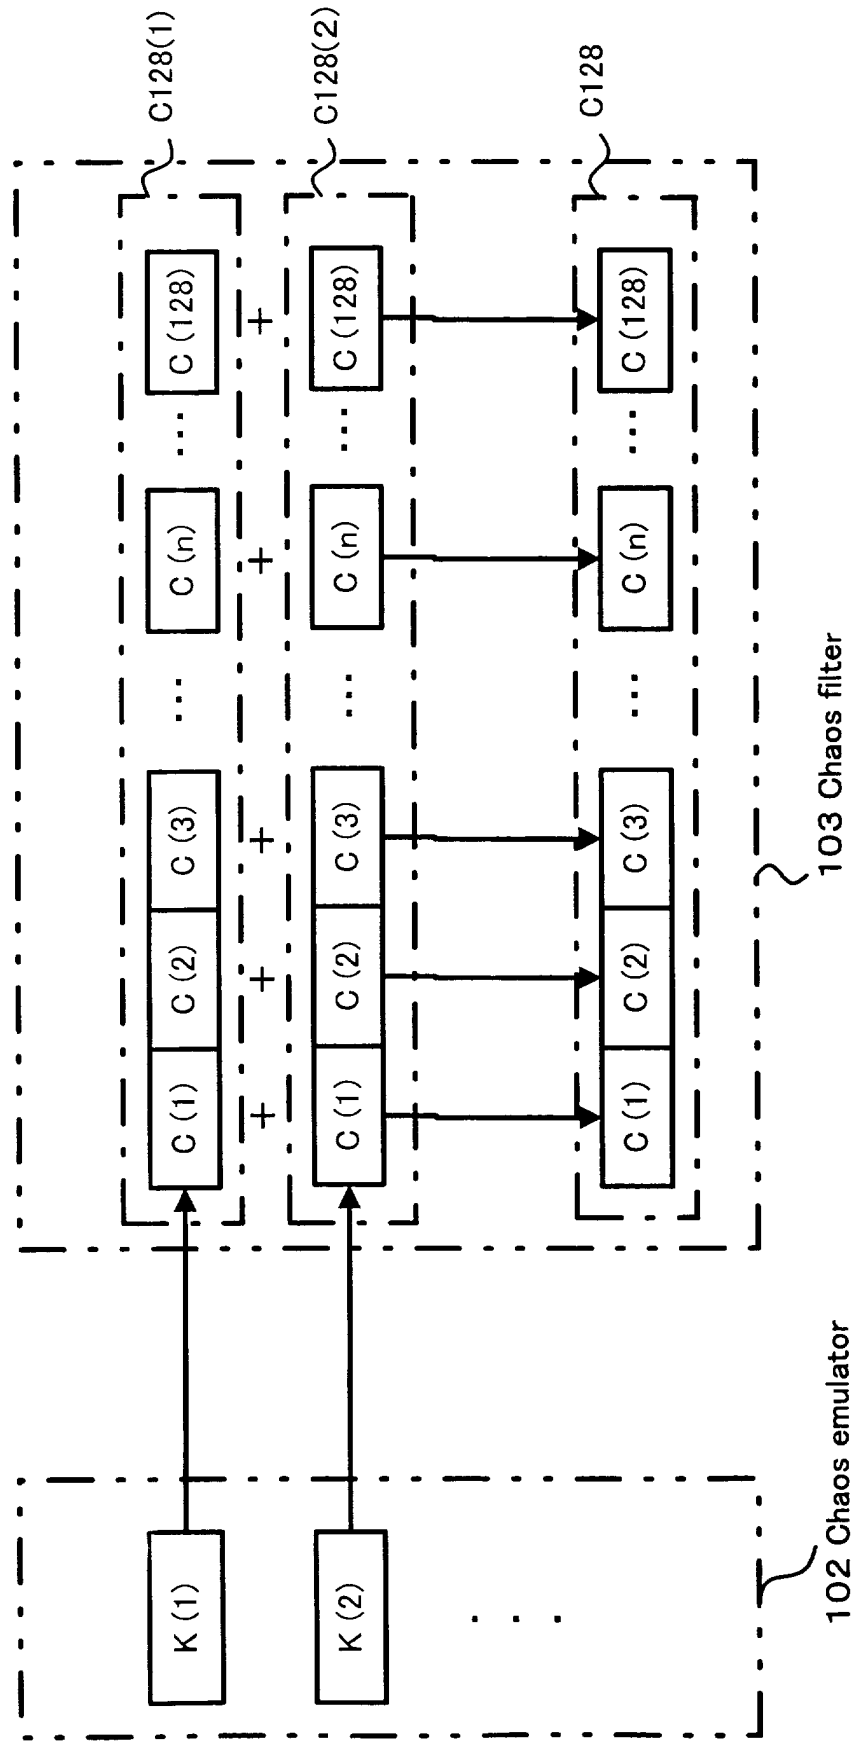 K(1)
C(1) C(2) C(3) ... C(n) ... C(128)
C128(1)
+ + + + +
K(2)
C(1) C(2) C(3) ... C(n) ... C(128)
C128(2)
. . .
C(1) C(2) C(3) ... C(n) ... C(128)
C128
102 Chaos emulator
103 Chaos filter